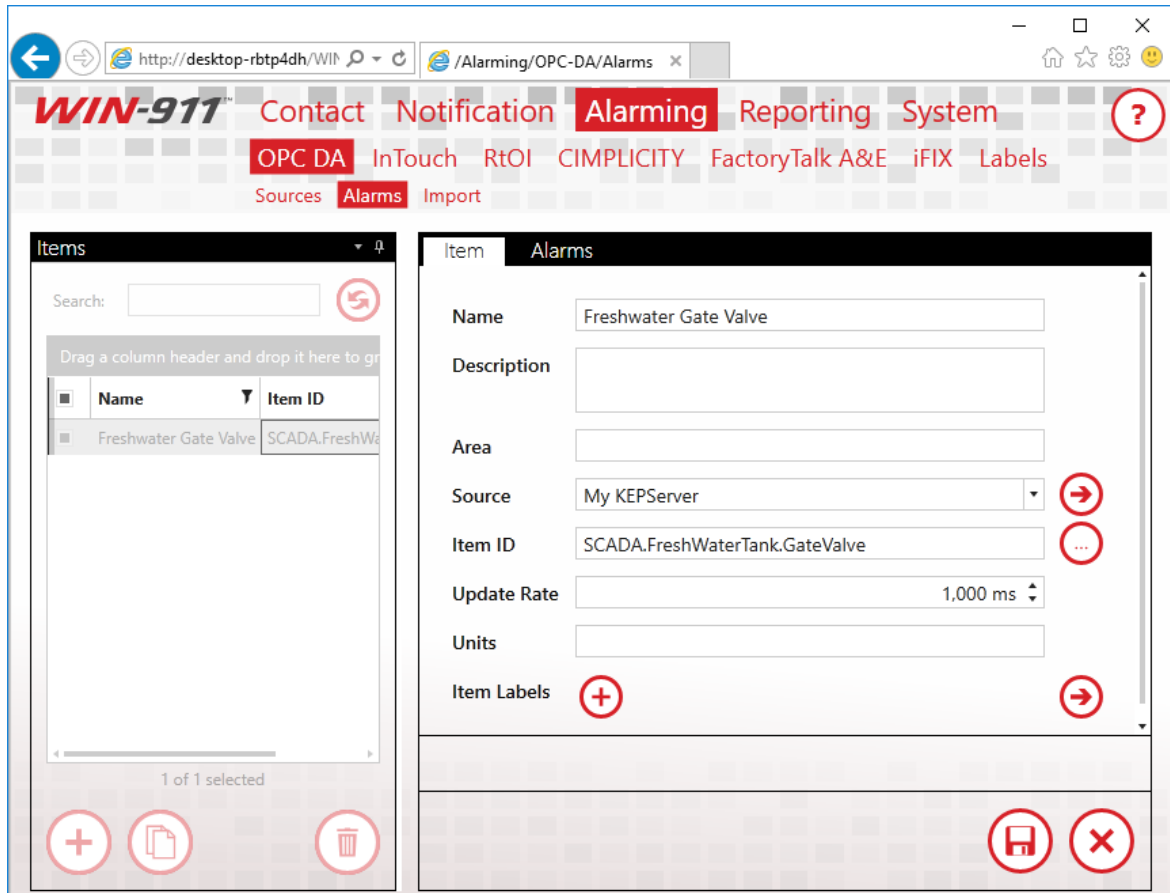 http://desktop-rbtp4dh/WIN
/Alarming/OPC-DA/Alarms
WIN-911™ Contact Notification Alarming Reporting System ?
OPC DA InTouch RtOI CIMPLICITY FactoryTalk A&E iFIX Labels
Sources Alarms Import
Items
Search:
Drag a column header and drop it here to gr
Name Item ID
Freshwater Gate Valve SCADA.FreshWa
1 of 1 selected
Item Alarms
Name Freshwater Gate Valve
Description
Area
Source My KEPServer
Item ID SCADA.FreshWaterTank.GateValve ...
Update Rate 1,000 ms
Units
Item Labels